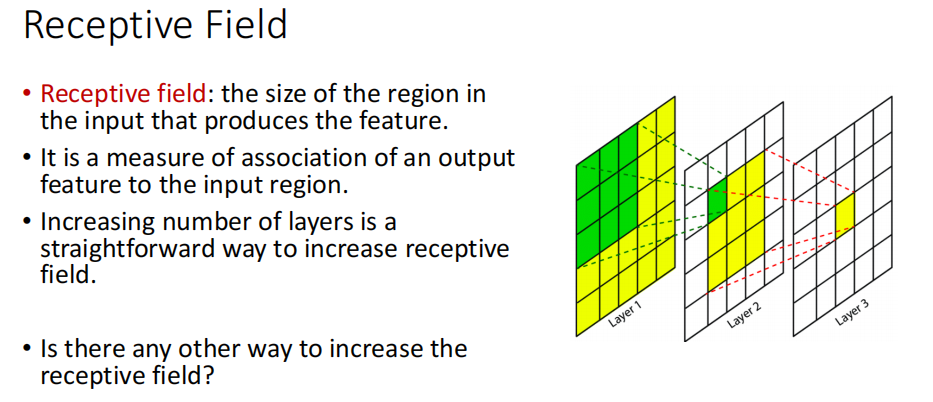 Receptive Field
• Receptive field: the size of the region in
the input that produces the feature.
• It is a measure of association of an output
feature to the input region.
• Increasing number of layers is a
straightforward way to increase receptive
field.
• Is there any other way to increase the
receptive field?
Layer 1
Layer 2
Layer 3